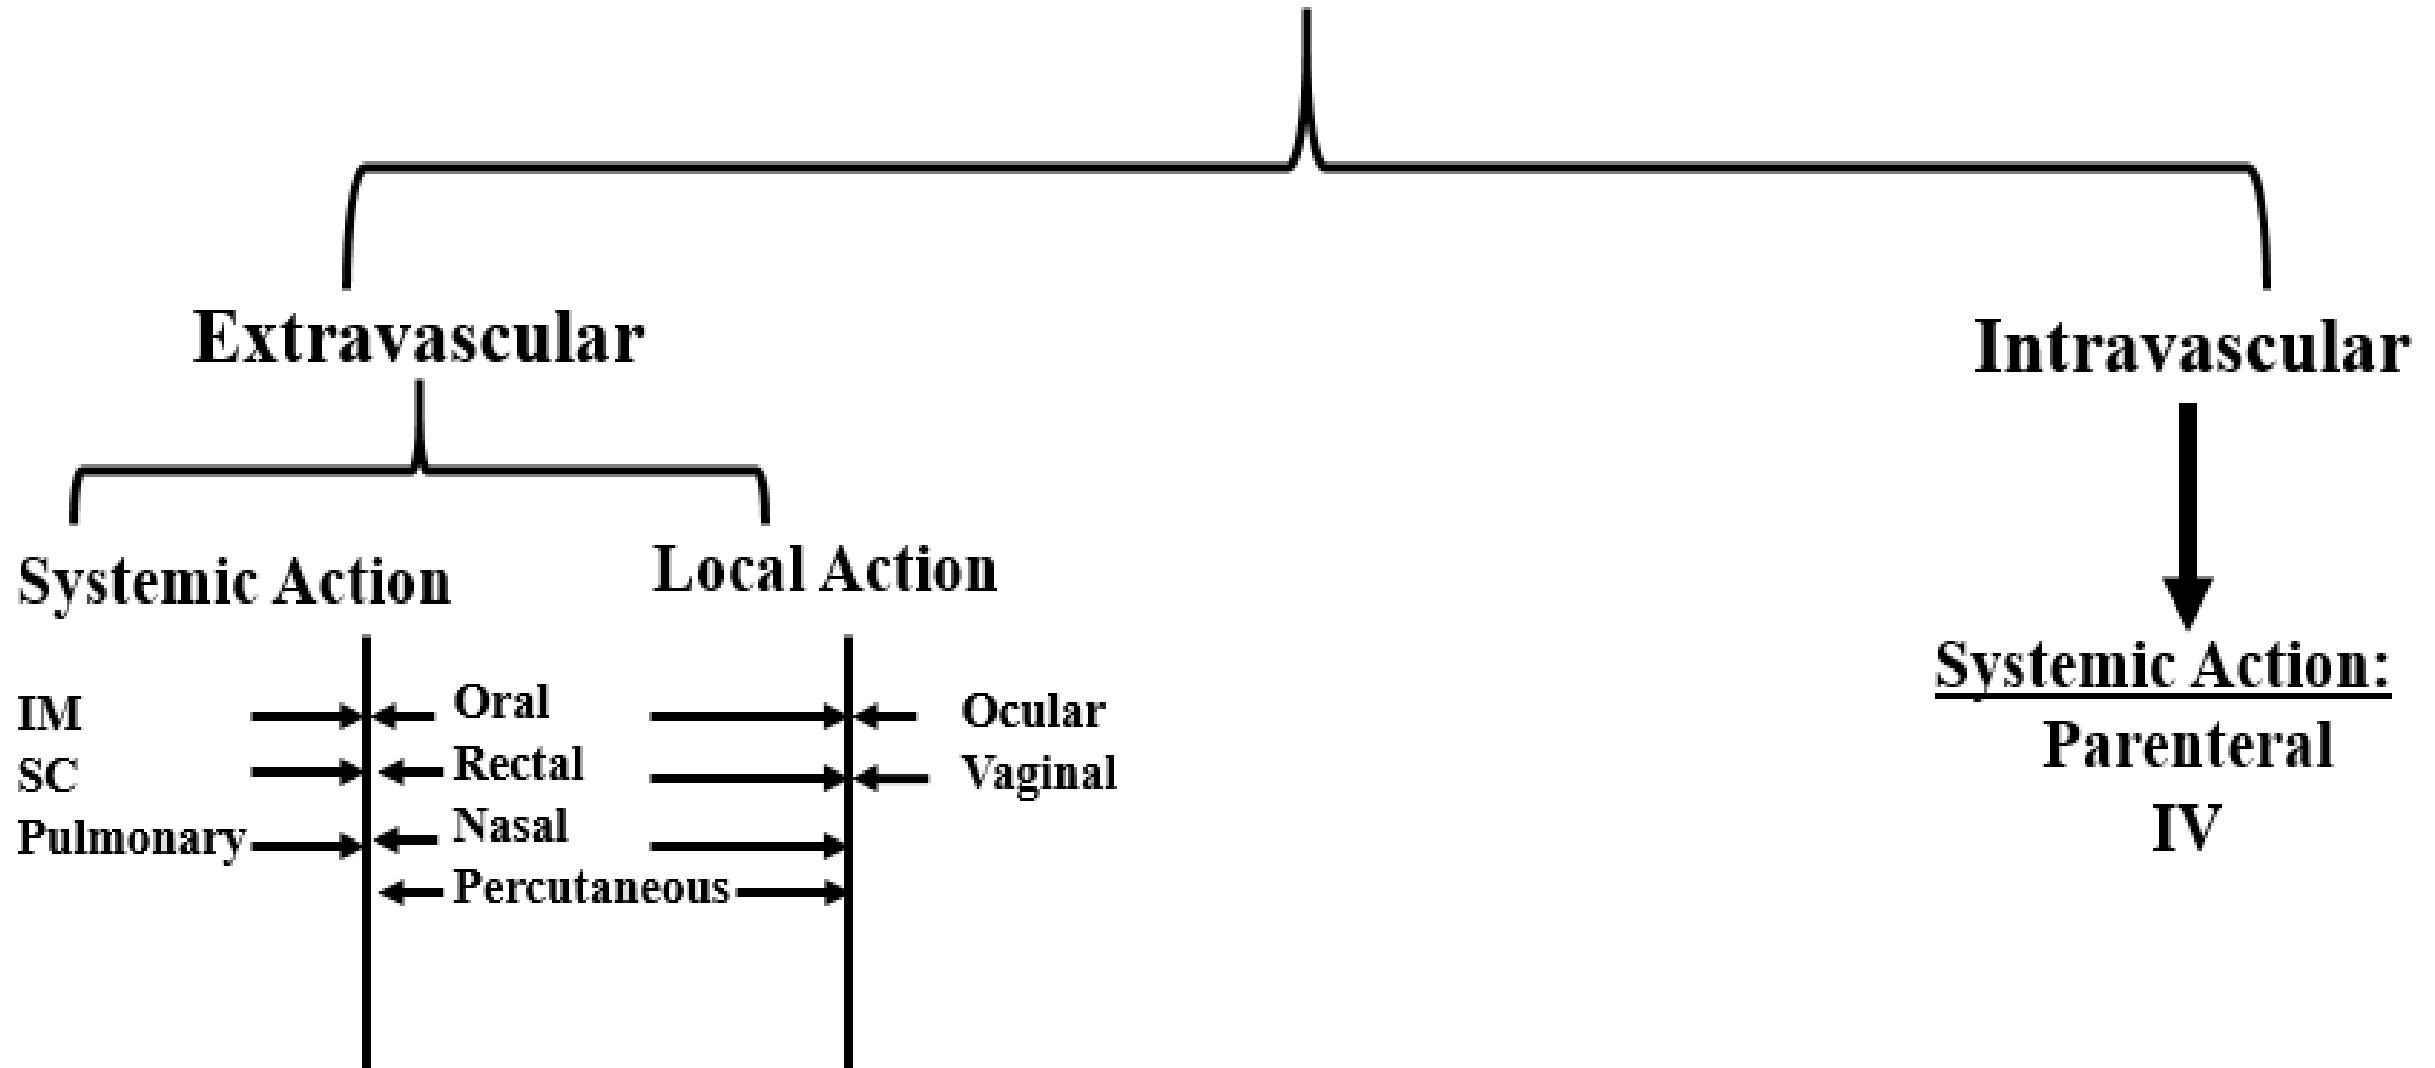 Extravascular
Intravascular
Systemic Action
Local Action
IM
SC
Pulmonary
Oral
Rectal
Nasal
Percutaneous
Ocular
Vaginal
Systemic Action:
Parenteral
IV